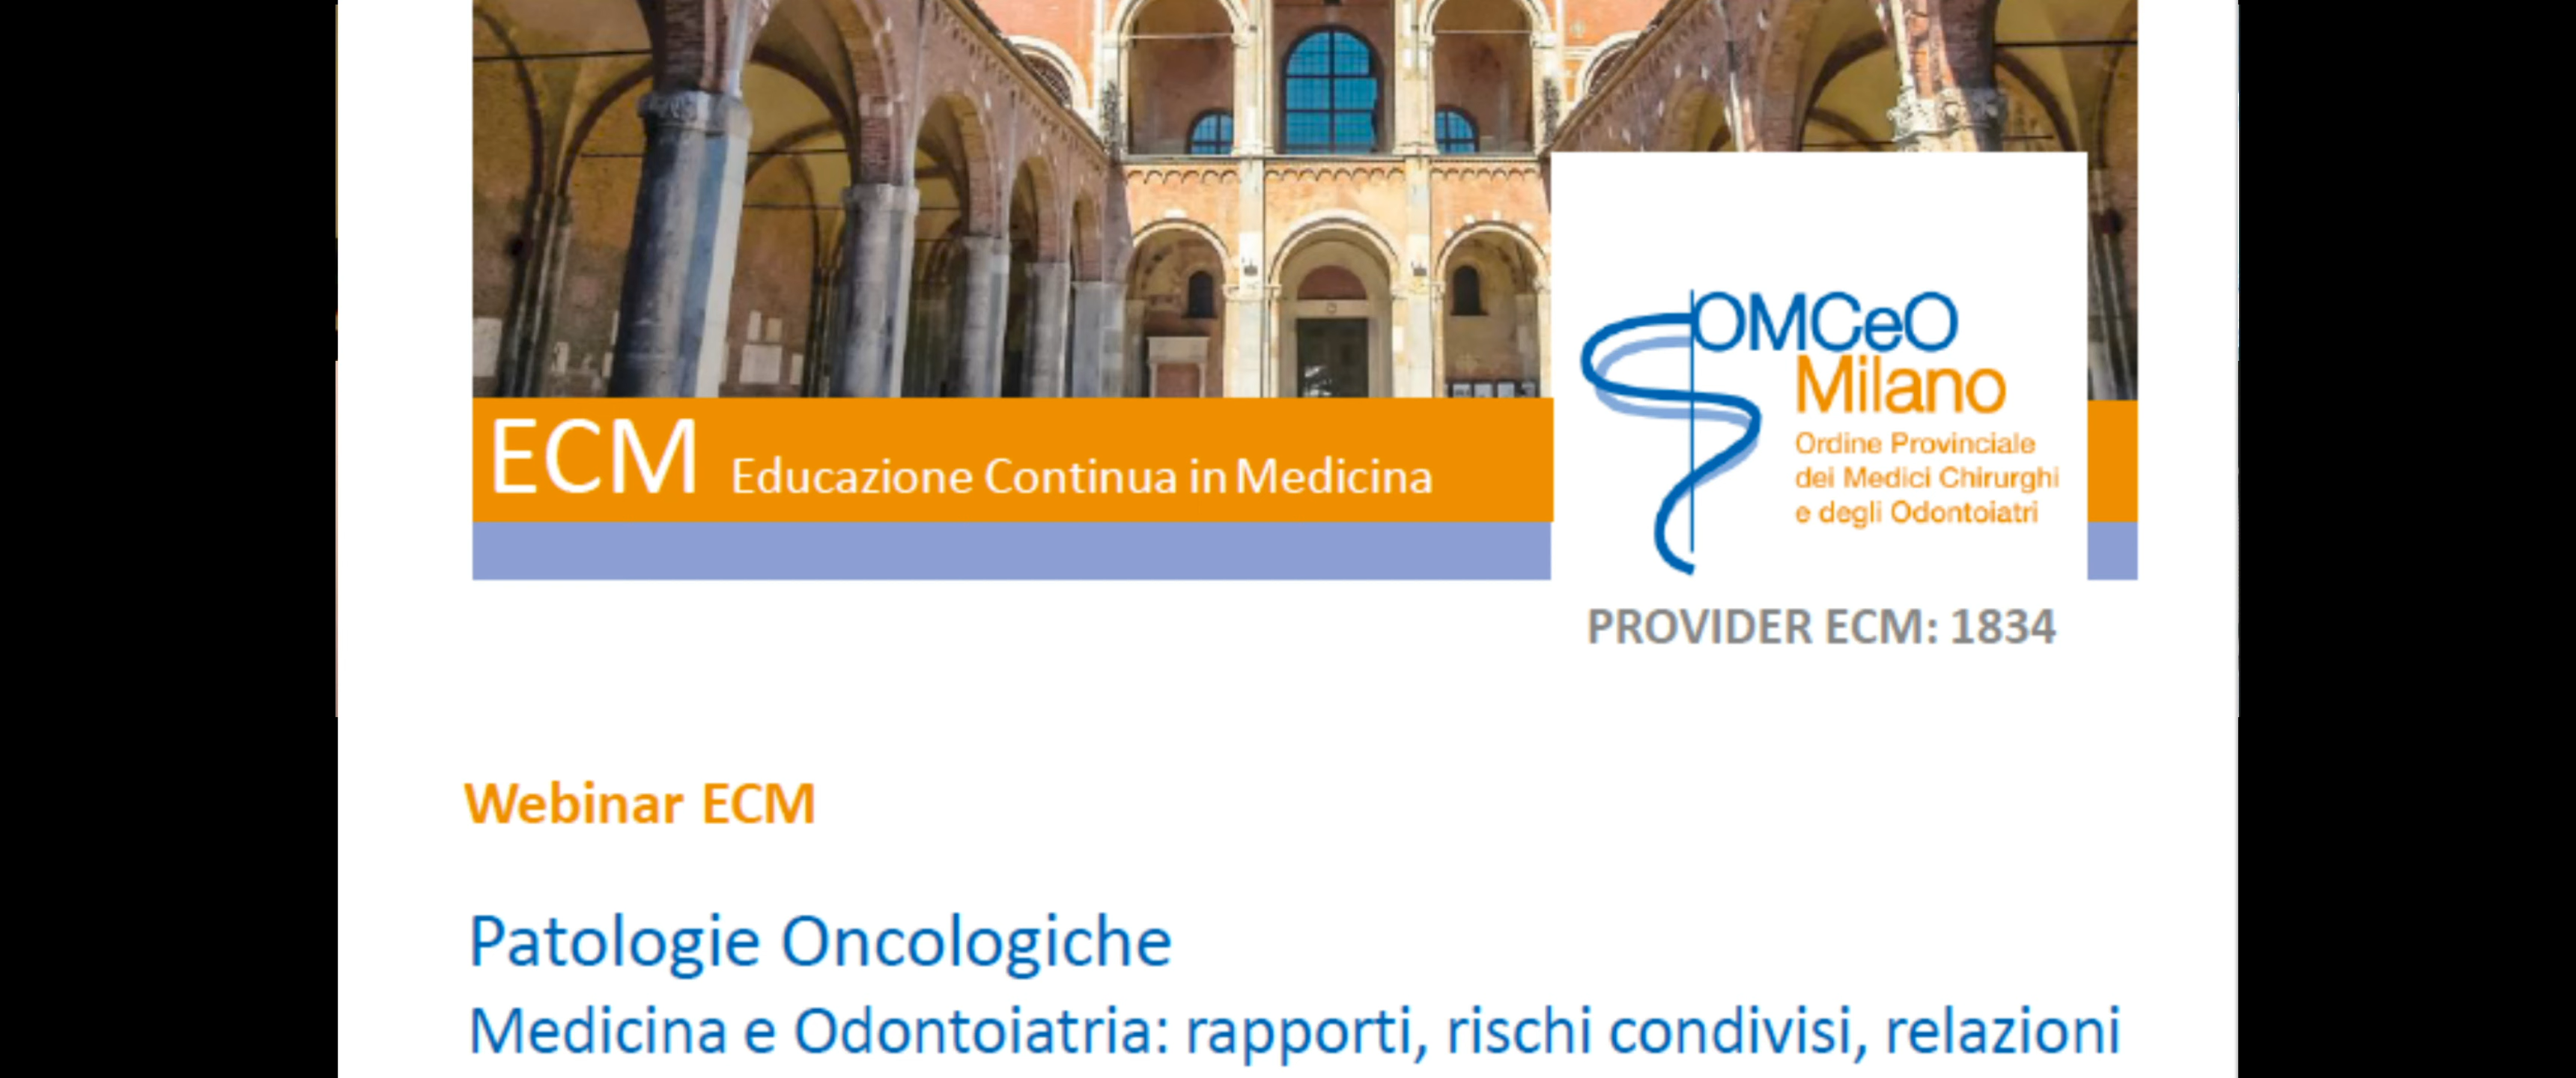 OMCeO
Milano
Ordine Provinciale
dei Medici Chirurghi
e degli Odontoiatri
ECM Educazione Continua in Medicina
PROVIDER ECM: 1834
Webinar ECM
Patologie Oncologiche
Medicina e Odontoiatria: rapporti, rischi condivisi, relazioni